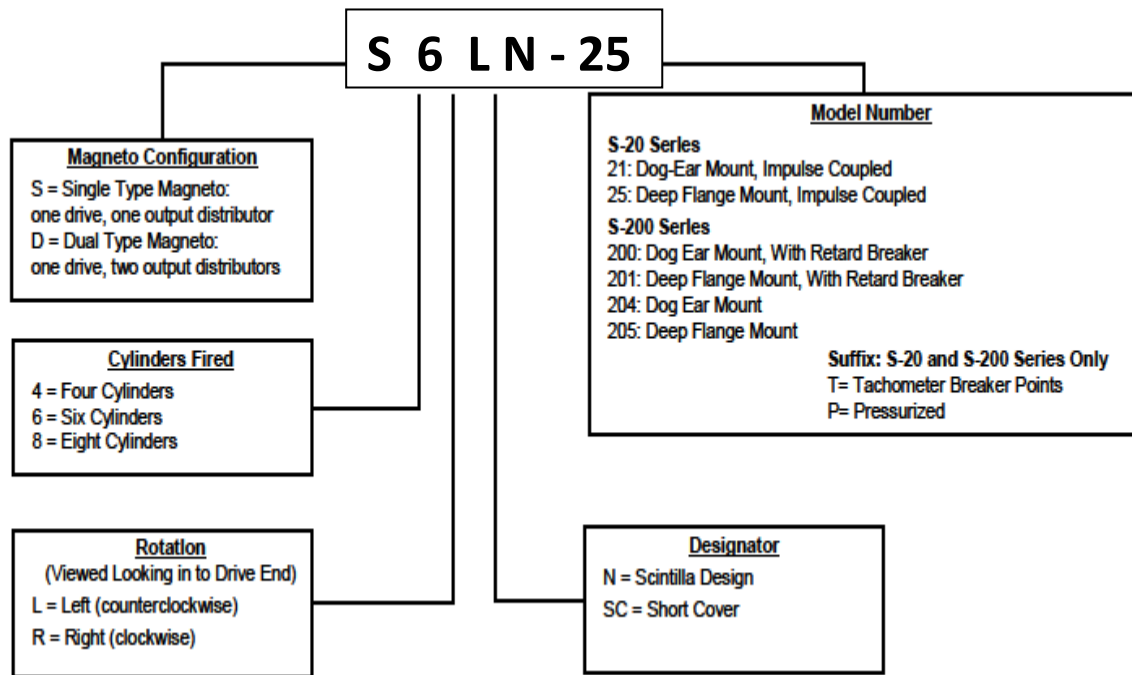 S 6 L N - 25
Magneto Configuration
S = Single Type Magneto:
one drive, one output distributor
D = Dual Type Magneto:
one drive, two output distributors
Cylinders Fired
4 = Four Cylinders
6 = Six Cylinders
8 = Eight Cylinders
Rotation
(Viewed Looking in to Drive End)
L = Left (counterclockwise)
R = Right (clockwise)
Model Number
S-20 Series
21: Dog-Ear Mount, Impulse Coupled
25: Deep Flange Mount, Impulse Coupled
S-200 Series
200: Dog Ear Mount, With Retard Breaker
201: Deep Flange Mount, With Retard Breaker
204: Dog Ear Mount
205: Deep Flange Mount
Suffix: S-20 and S-200 Series Only
T= Tachometer Breaker Points
P= Pressurized
Designator
N = Scintilla Design
SC = Short Cover